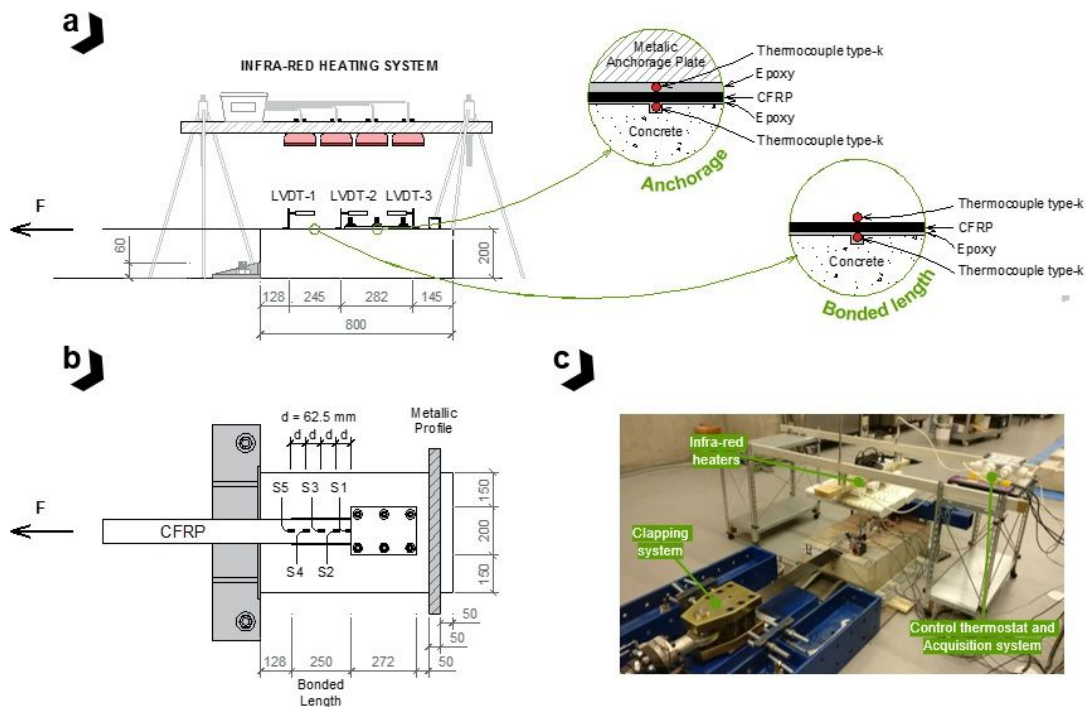 a
INFRA-RED HEATING SYSTEM
Metalic
Anchorage Plate
Concrete
Thermocouple type-k
Epoxy
CFRP
Epoxy
Thermocouple type-k
Anchorage
F
LVDT-1
LVDT-2
LVDT-3
60
200
128
245
282
145
800
Concrete
Thermocouple type-k
CFRP
Epoxy
Thermocouple type-k
Bonded length
b
d = 62.5 mm
d
d
d
d
Metallic
Profile
S5
S3
S1
S4
S2
F
CFRP
150
200
150
50
50
50
128
250
272
Bonded
Length
c
Infra-red
heaters
Clapping
system
Control thermostat and
Acquisition system